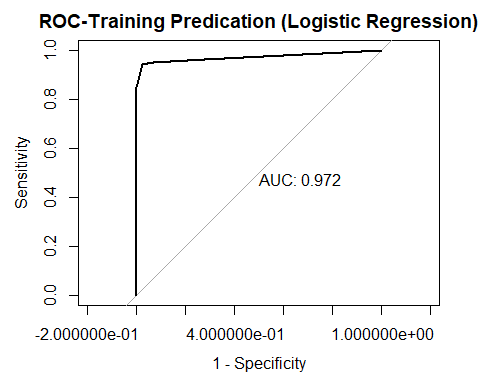 ROC-Training Predication (Logistic Regression)
1.0
0.8
0.6
0.4
0.2
0.0
Sensitivity
AUC: 0.972
-2.000000e-01 4.000000e-01 1.000000e+00
1 - Specificity